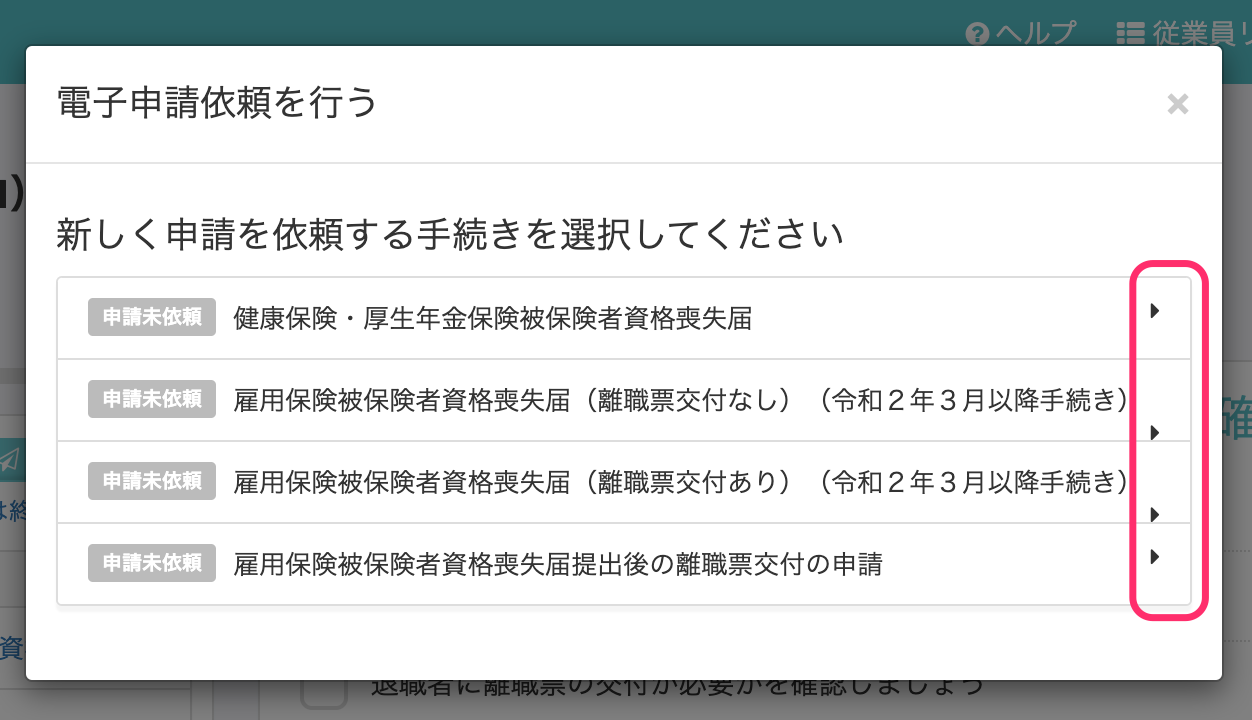 ヘルプ
従業員リ
電子申請依頼を行う
×
新しく申請を依頼する手続きを選択してください
申請未依頼 健康保険・厚生年金保険被保険者資格喪失届
申請未依頼 雇用保険被保険者資格喪失届（離職票交付なし）（令和２年３月以降手続き）
申請未依頼 雇用保険被保険者資格喪失届（離職票交付あり）（令和２年３月以降手続き）
申請未依頼 雇用保険被保険者資格喪失届提出後の離職票交付の申請
確
は終
資
退職者に離職票の交付が必要かを確認しましょう